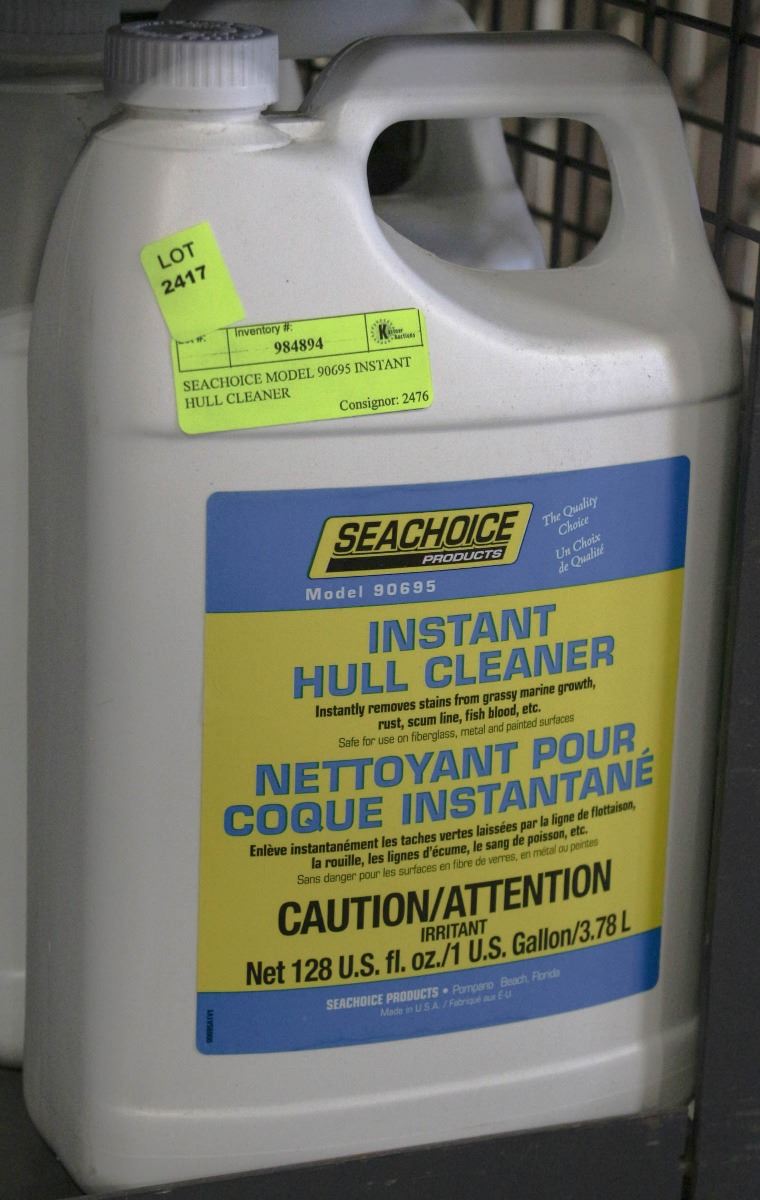 LOT
2417
Inventory #:
984894
Kastner
Auctions
SEACHOICE MODEL 90695 INSTANT
HULL CLEANER
Consignor: 2476
SEACHOICE
PRODUCTS
The Quality
Choice
Un Choix
de Qualité
Model 90695
INSTANT
HULL CLEANER
Instantly removes stains from grassy marine growth,
rust, scum line, fish blood, etc.
Safe for use on fiberglass, metal and painted surfaces
NETTOYANT POUR
COQUE INSTANTANÉ
Enlève instantanément les taches vertes laissées par la ligne de flottaison,
la rouille, les lignes d'écume, le sang de poisson, etc.
Sans danger pour les surfaces en fibre de verres, en métal ou peintes
CAUTION/ATTENTION
IRRITANT
Net 128 U.S. fl. oz./1 U.S. Gallon/3.78 L
SEACHOICE PRODUCTS • Pompano Beach, Florida
Made in U.S.A. / Fabriqué aux É-U